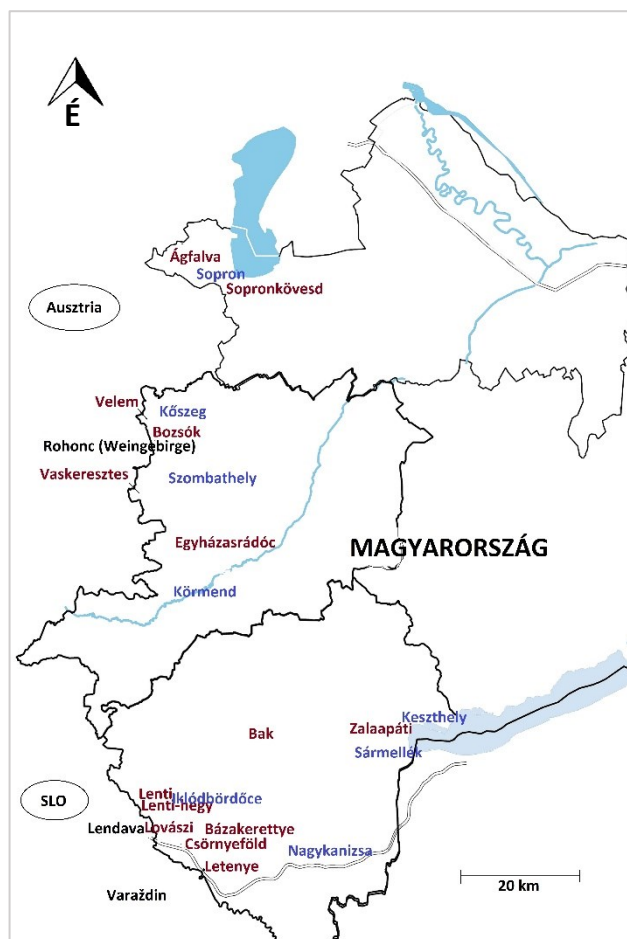 É
Ágfalva
Sopron
Sopronkövesd
Ausztria
Velem
Kőszeg
Bozsók
Rohonc (Weingebirge)
Vaskeresztes
Szombathely
Egyházasrádóc
MAGYARORSZÁG
Körmend
Keszthely
Zalaapáti
Bak
Sármellék
Lenti
Iklódbördőce
SLO
Lenti-hegy
Lendava
Lovászi
Bázakerettye
Csörnyeföld
Nagykanizsa
Letenye
20 km
Varaždin